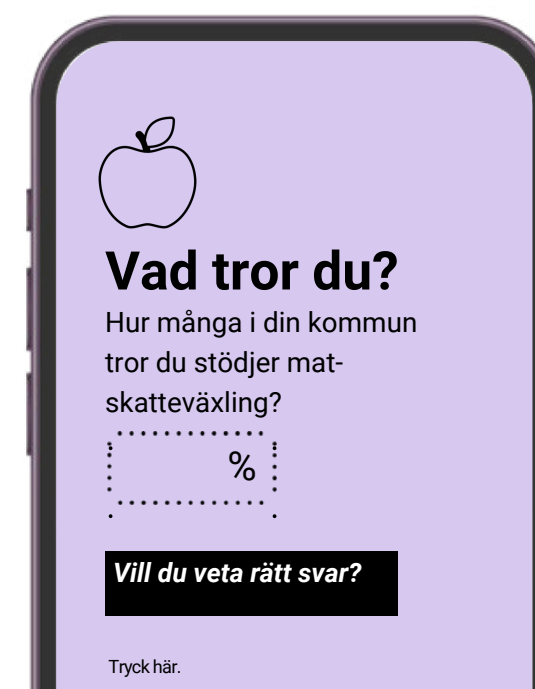 Vad tror du?
Hur många i din kommun
tror du stödjer mat-
skatteväxling?
%
Vill du veta rätt svar?
Tryck här.